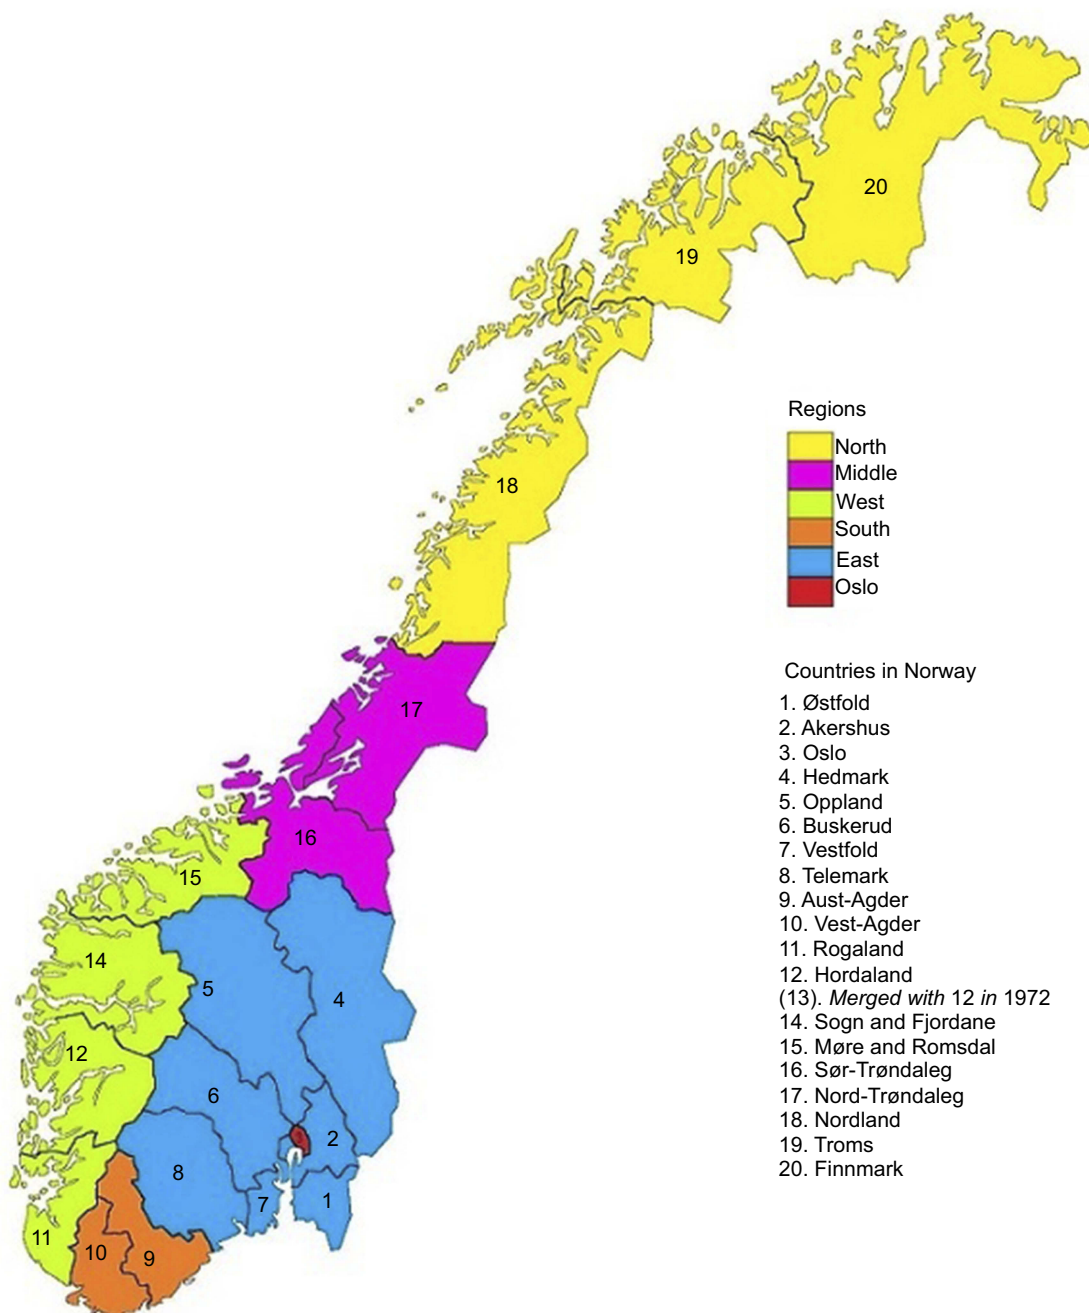 20
19
Regions
North
Middle
18
West
South
East
Oslo
Countries in Norway
17
1. Østfold
2. Akershus
3. Oslo
4. Hedmark
5. Oppland
16
6. Buskerud
7. Vestfold
15
8. Telemark
9. Aust-Agder
10. Vest-Agder
11. Rogaland
14
12. Hordaland
5
4
(13). Merged with 12 in 1972
14. Sogn and Fjordane
12
15. Møre and Romsdal
16. Sør-Trøndaleg
6
17. Nord-Trøndaleg
18. Nordland
2
19. Troms
8
20. Finnmark
7
1
11
10
9